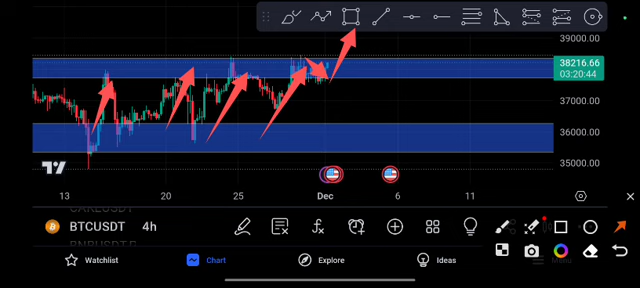 39000.00
38216.66
03:20:44
37000.00
36000.00
35000.00
13 20 25 Dec 6 11
BTCUSDT 4h
Watchlist Chart Explore Ideas